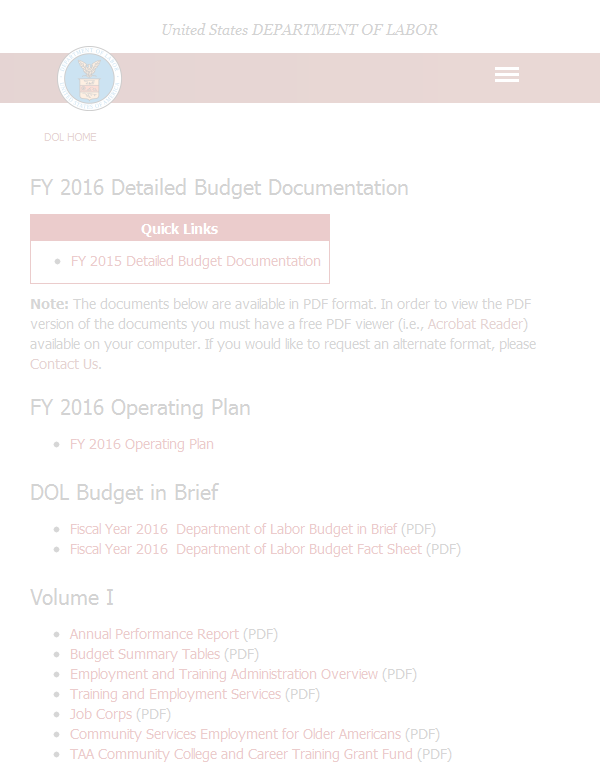 United States DEPARTMENT OF LABOR
DOL HOME
FY 2016 Detailed Budget Documentation
Quick Links
• FY 2015 Detailed Budget Documentation
Note: The documents below are available in PDF format. In order to view the PDF
version of the documents you must have a free PDF viewer (i.e., Acrobat Reader)
available on your computer. If you would like to request an alternate format, please
Contact Us.
FY 2016 Operating Plan
• FY 2016 Operating Plan
DOL Budget in Brief
• Fiscal Year 2016  Department of Labor Budget in Brief (PDF)
• Fiscal Year 2016  Department of Labor Budget Fact Sheet (PDF)
Volume I
• Annual Performance Report (PDF)
• Budget Summary Tables (PDF)
• Employment and Training Administration Overview (PDF)
• Training and Employment Services (PDF)
• Job Corps (PDF)
• Community Services Employment for Older Americans (PDF)
• TAA Community College and Career Training Grant Fund (PDF)